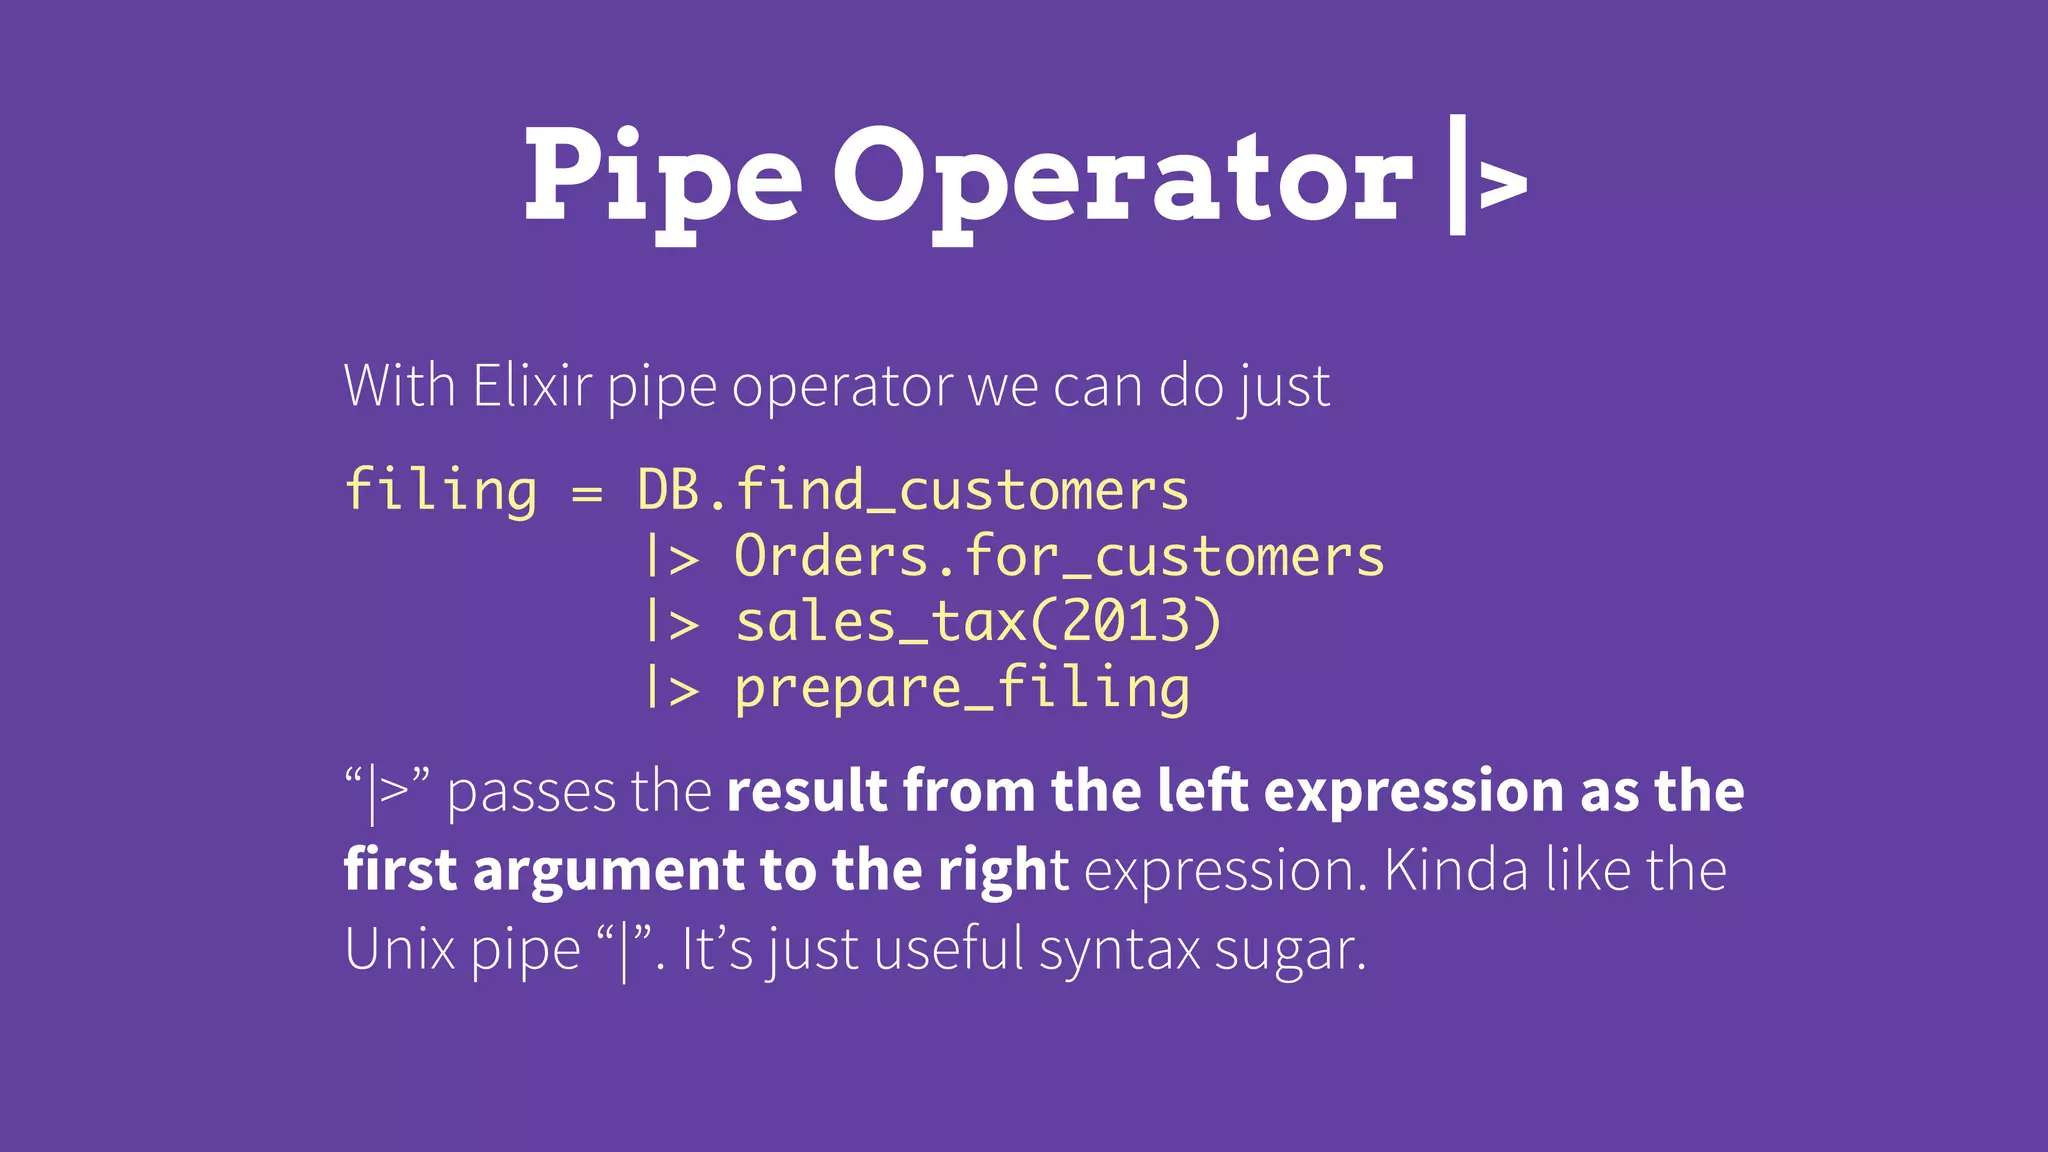 Pipe Operator |>
With Elixir pipe operator we can do just
filing = DB.find_customers
         |> Orders.for_customers
         |> sales_tax(2013)
         |> prepare_filing
“|>” passes the result from the left expression as the
first argument to the right expression. Kinda like the
Unix pipe “|”. It’s just useful syntax sugar.